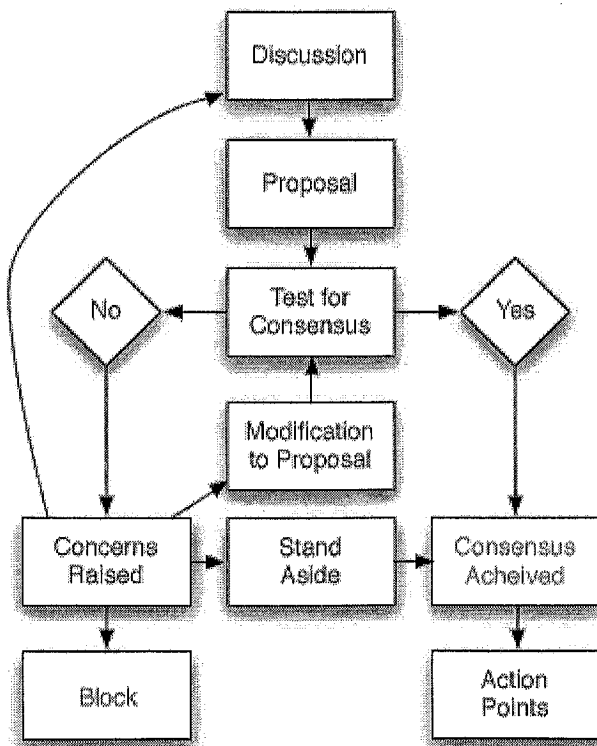 Discussion
Proposal
No
Test for
Consensus
Yes
Modification
to Proposal
Concerns
Raised
Stand
Aside
Consensus
Acheived
Block
Action
Points